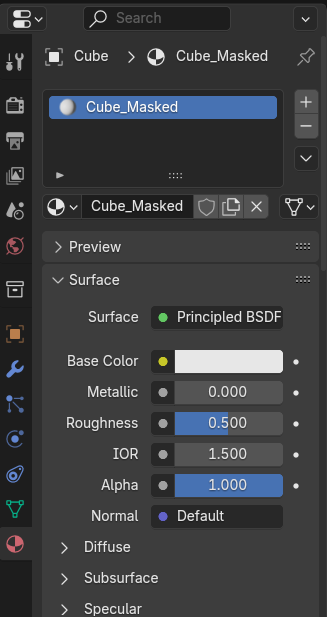 Search
Cube Cube_Masked
Cube_Masked
Cube_Masked
Preview
Surface
Surface Principled BSDF
Base Color
Metallic 0.000
Roughness 0.500
IOR 1.500
Alpha 1.000
Normal Default
Diffuse
Subsurface
Specular